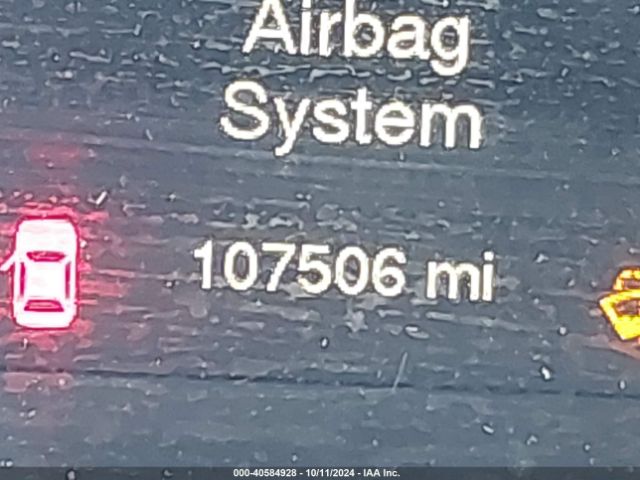 Airbag
System
107506 mi
000-40584928 - 10/11/2024 - IAA Inc.